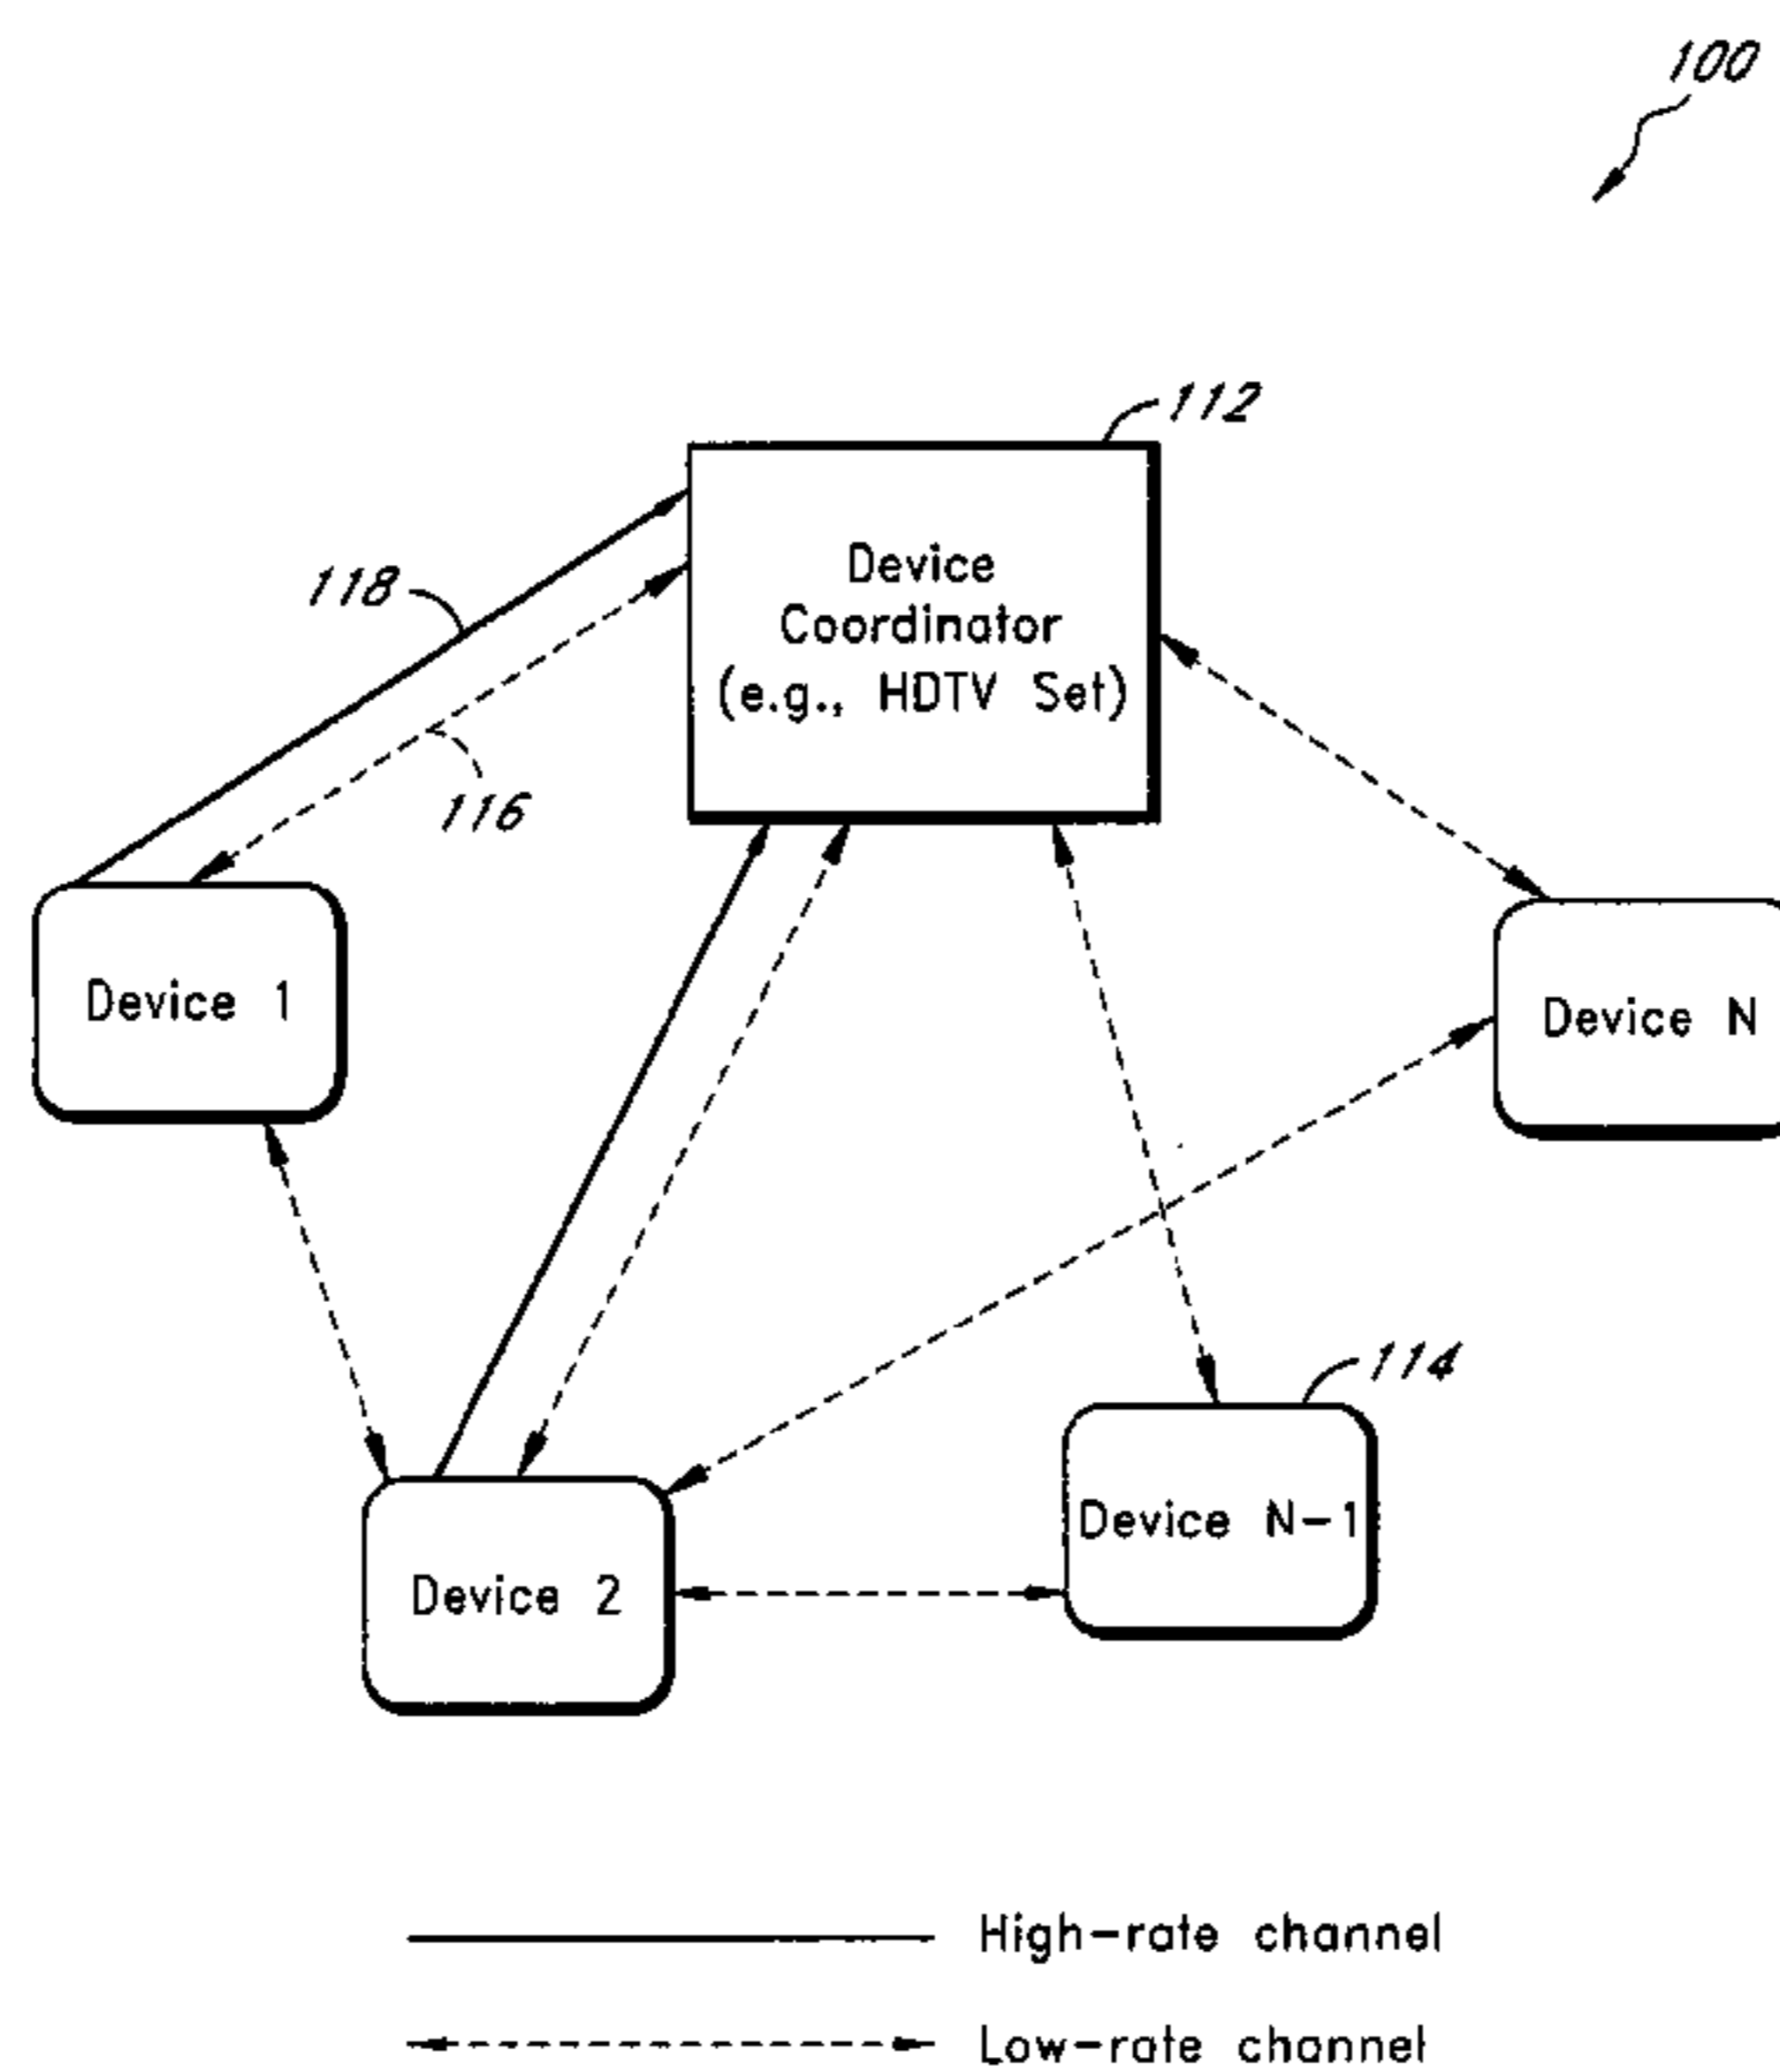 100
112
Device
Coordinator
(e.g., HDTV Set)
118
116
Device 1
Device N
114
Device N-1
Device 2
High-rate channel
Low-rate channel